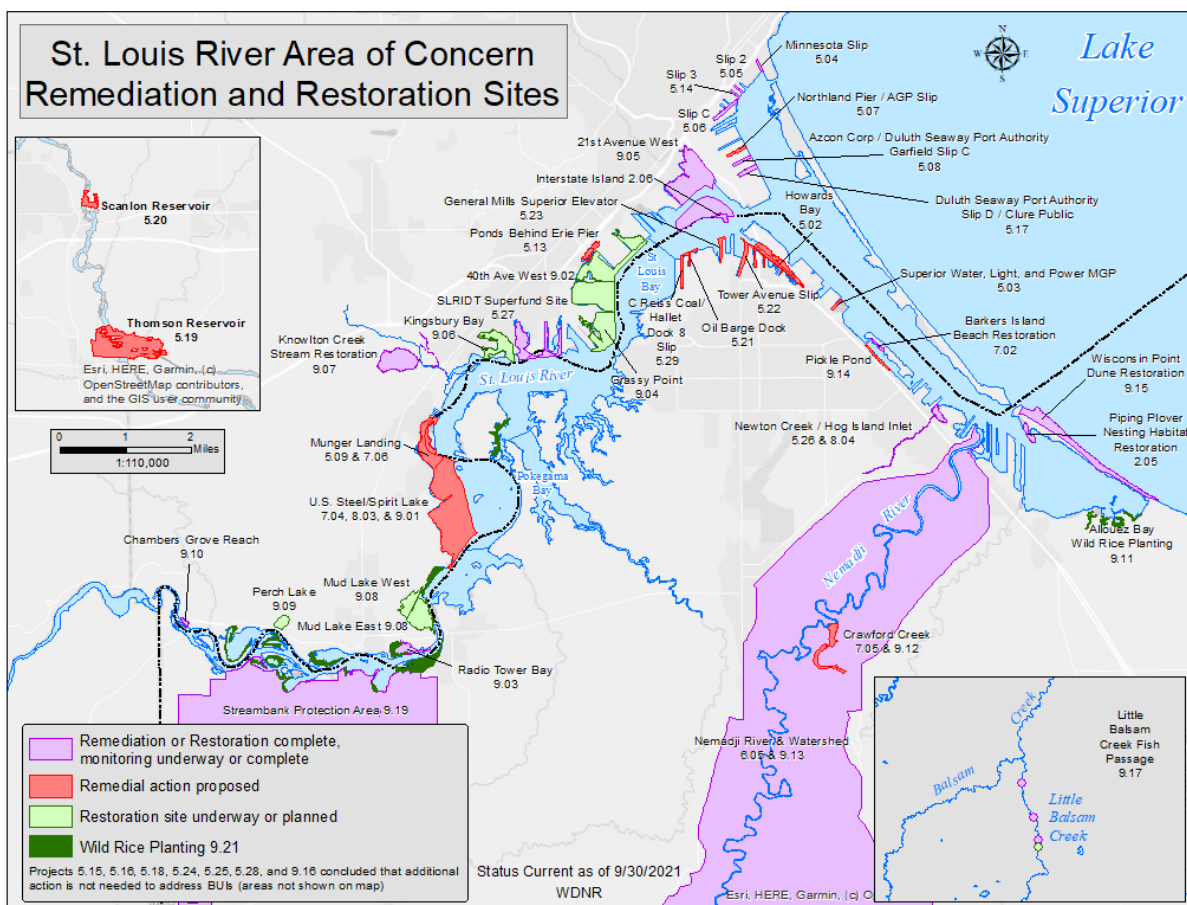 St. Louis River Area of Concern
Remediation and Restoration Sites
Lake
Superior
N
W
E
S
Minnesota Slip
5.04
Slip 2
5.05
Slip 3
5.14
Slip C
5.06
Northland Pier / AGP Slip
5.07
Azcon Corp / Duluth Seaway Port Authority
Garfield Slip C
5.08
21st Avenue West
9.05
Interstate Island 2.06
Duluth Seaway Port Authority
Slip D / Clure Public
5.17
General Mills Superior Elevator
5.23
Howards
Bay
5.02
Ponds Behind Erie Pier
5.13
St.
Louis
Bay
40th Ave West 9.02
Superior Water, Light, and Power MGP
5.03
SLRIDT Superfund Site
5.27
C Reiss Coal/
Hallet
Dock 8
Slip
5.29
Tower Avenue Slip
5.22
Oil Barge Dock
5.21
Kingsbury Bay
9.06
Barkers Island
Beach Restoration
7.02
Knowlton Creek
Stream Restoration
9.07
Pickle Pond
9.14
Wisconsin Point
Dune Restoration
9.15
St. Louis River
Grassy Point
9.04
Newton Creek / Hog Island Inlet
5.26 & 8.04
Piping Plover
Nesting Habitat
Restoration
2.05
Munger Landing
5.09 & 7.06
Pokegama
Bay
U.S. Steel/Spirit Lake
7.04, 8.03, & 9.01
Allouez Bay
Wild Rice Planting
9.11
Nemadji
River
Chambers Grove Reach
9.10
Mud Lake West
9.08
Perch Lake
9.09
Mud Lake East 9.08
Crawford Creek
7.05 & 9.12
Radio Tower Bay
9.03
Streambank Protection Area 9.19
Nemadji River & Watershed
6.05 & 9.13
Scanlon Reservoir
5.20
Thomson Reservoir
5.19
Esri, HERE, Garmin, (c)
OpenStreetMap contributors,
and the GIS user community
0 1 2
Miles
1:110,000
Remediation or Restoration complete,
monitoring underway or complete
Remedial action proposed
Restoration site underway or planned
Wild Rice Planting 9.21
Projects 5.15, 5.16, 5.18, 5.24, 5.25, 5.28, and 9.16 concluded that additional
action is not needed to address BUIs (areas not shown on map)
Status Current as of 9/30/2021
WDNR
Esri, HERE, Garmin, (c) O
Creek
Balsam
Little
Balsam
Creek
Little
Balsam
Creek Fish
Passage
9.17